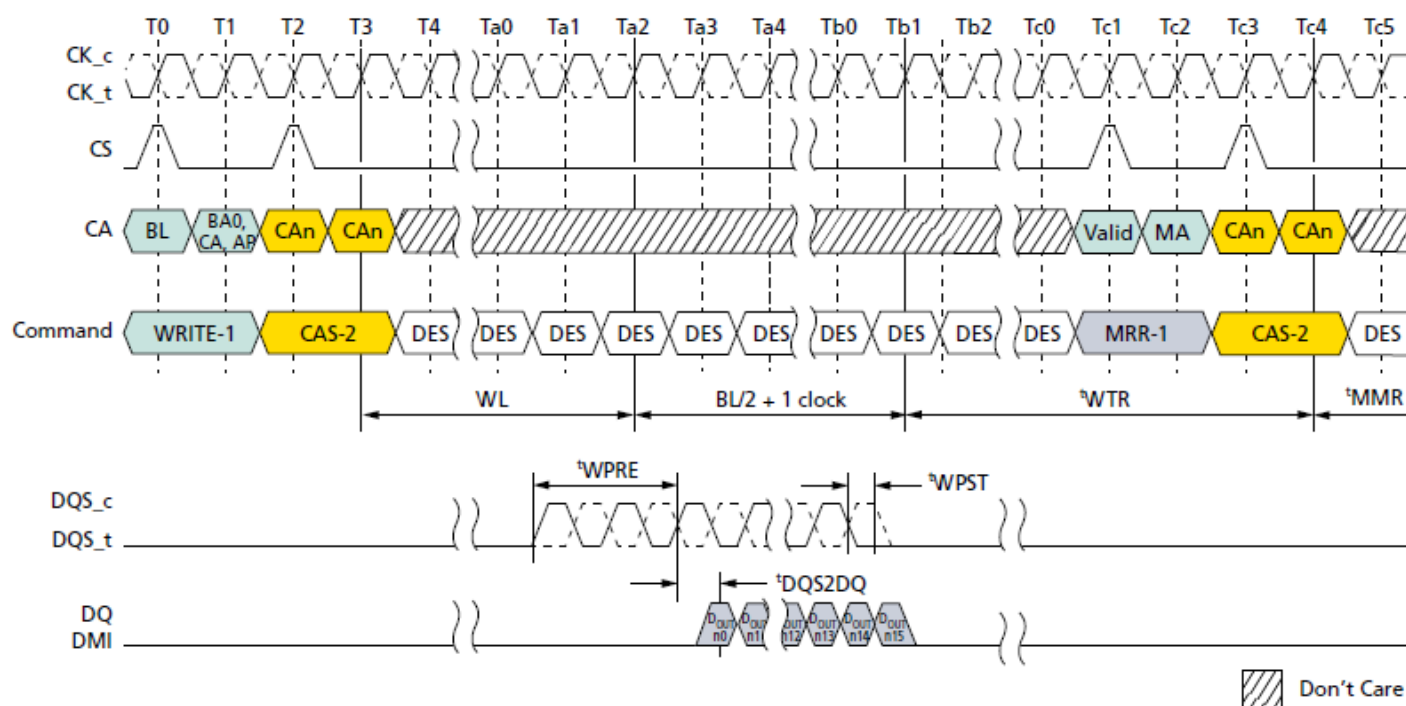 T0 T1 T2 T3 T4 Ta0 Ta1 Ta2 Ta3 Ta4 Tb0 Tb1 Tb2 Tc0 Tc1 Tc2 Tc3 Tc4 Tc5
CK_c
CK_t
CS
CA BL BA0, CA, AP CAn CAn Valid MA CAn CAn
Command WRITE-1 CAS-2 DES DES DES DES DES DES DES DES DES DES MRR-1 CAS-2 DES
WL BL/2 + 1 clock tWTR tMMR
tWPRE tWPST
DQS_c
DQS_t
tDQS2DQ
DQ
DMI
DOUT n0 DOUT n1 DOUT n12 DOUT n13 DOUT n14 DOUT n15
Don't Care